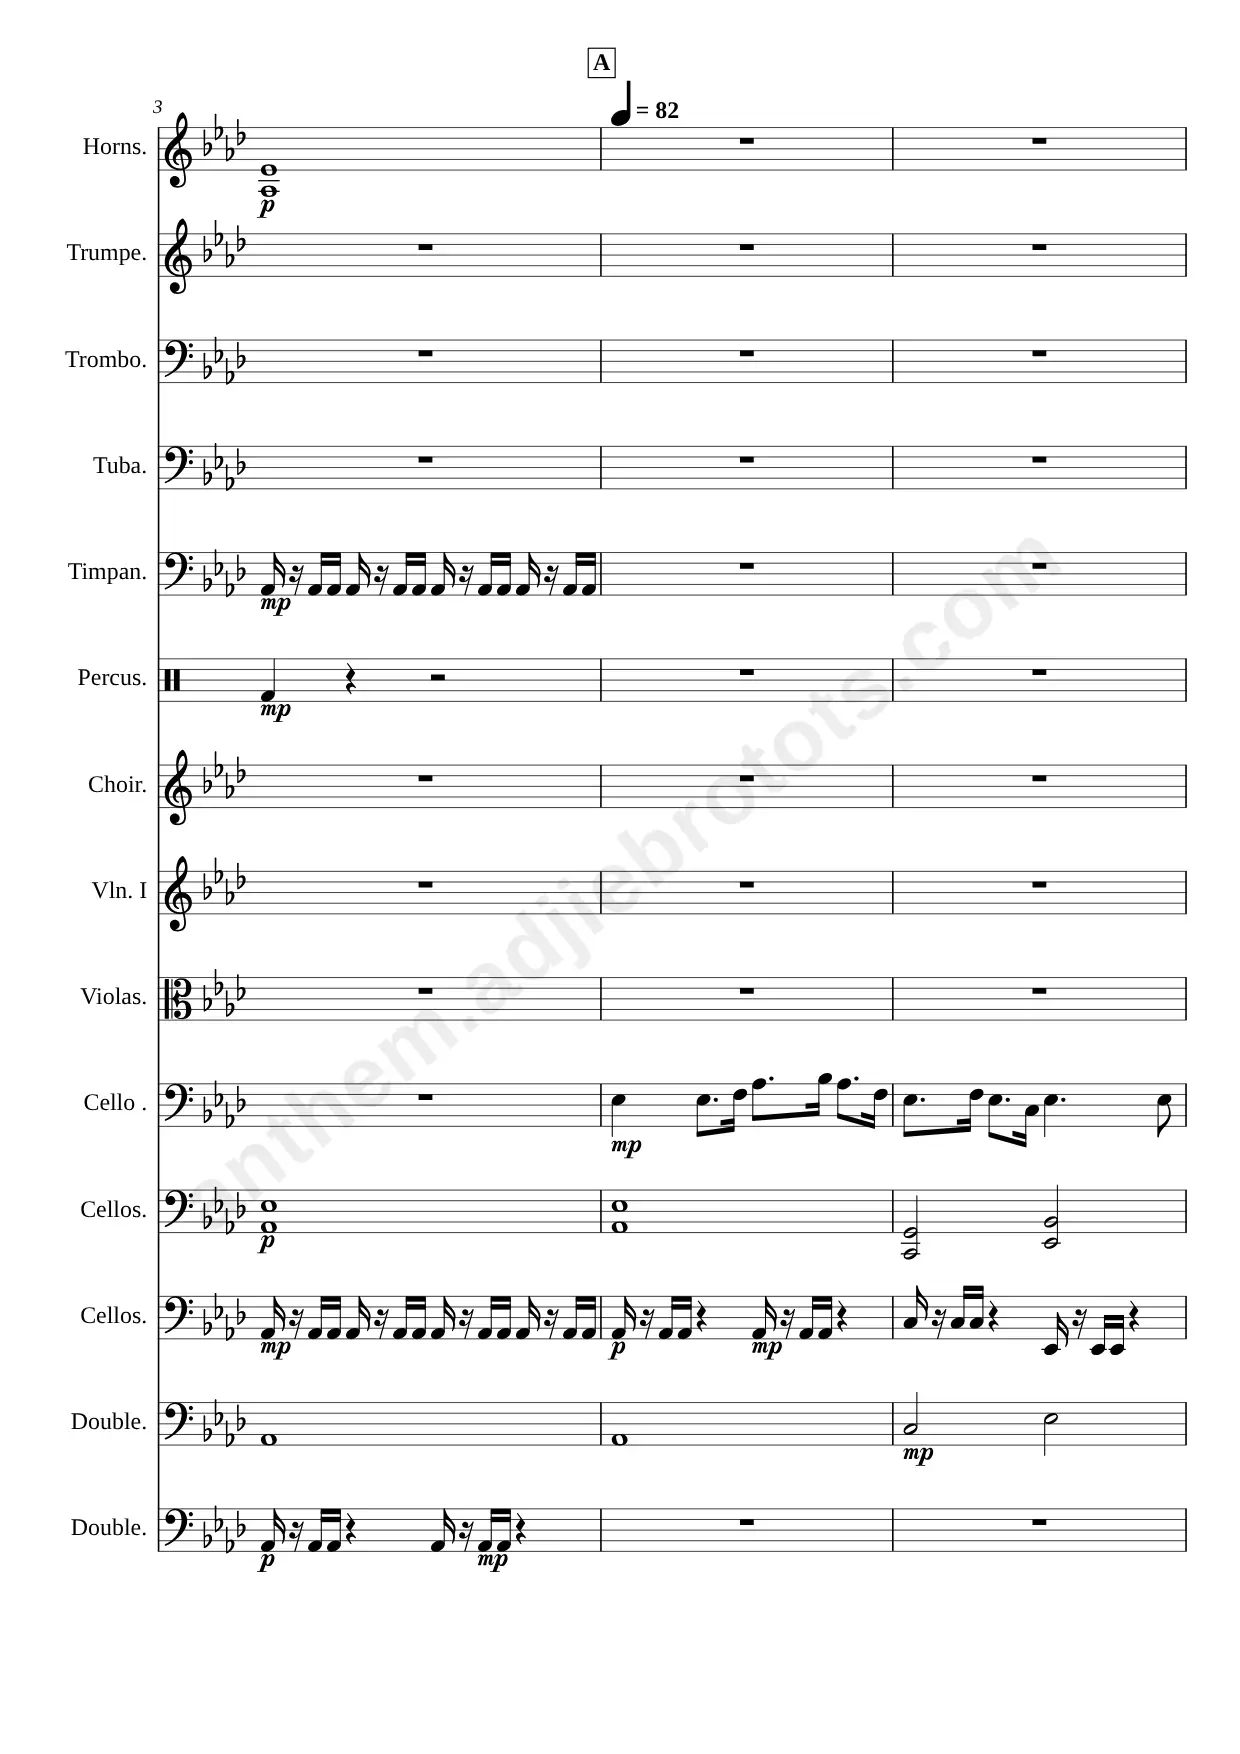 A
3
= 82
Horns.
p
Trumpe.
Trombo.
Tuba.
Timpan.
mp
Percus.
mp
Choir.
Vln. I
Violas.
Cello .
mp
Cellos.
p
Cellos.
mp p mp
Double.
mp
Double.
p mp
anthem.adjiebrotots.com